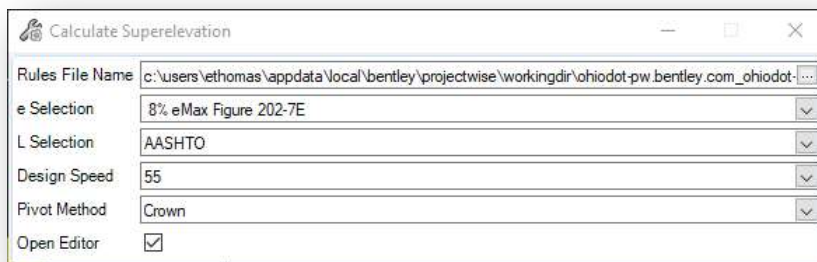 Calculate Superelevation
Rules File Name c:\users\ethomas\appdata\local\bentley\projectwise\workingdir\ohiodot-pw.bentley.com_ohiodot- ...
e Selection 8% eMax Figure 202-7E
L Selection AASHTO
Design Speed 55
Pivot Method Crown
Open Editor